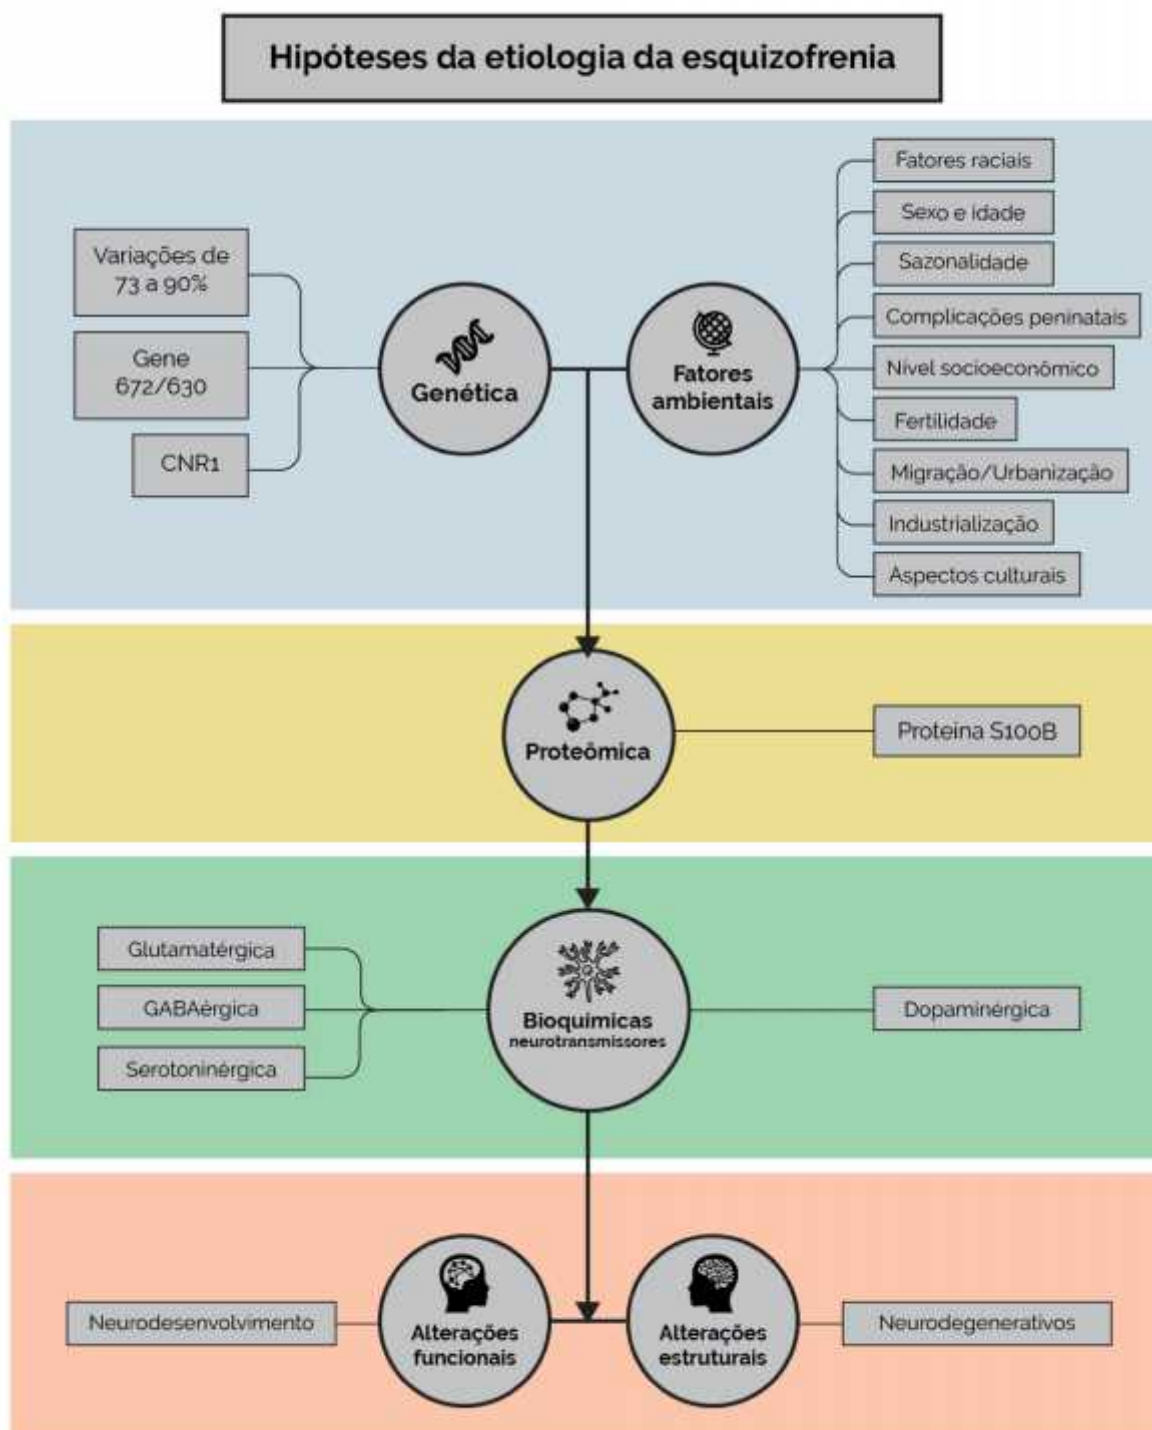 Hipóteses da etiologia da esquizofrenia
Variações de
73 a 90%
Gene
672/630
CNR1
Genética
Fatores
ambientais
Fatores raciais
Sexo e idade
Sazonalidade
Complicações peninatais
Nível socioeconômico
Fertilidade
Migração/Urbanização
Industrialização
Aspectos culturais
Proteômica
Proteína S100B
Glutamatérgica
GABAérgica
Serotoninérgica
Bioquímicas
neurotransmissores
Dopaminérgica
Neurodesenvolvimento
Alterações
funcionais
Alterações
estruturais
Neurodegenerativos